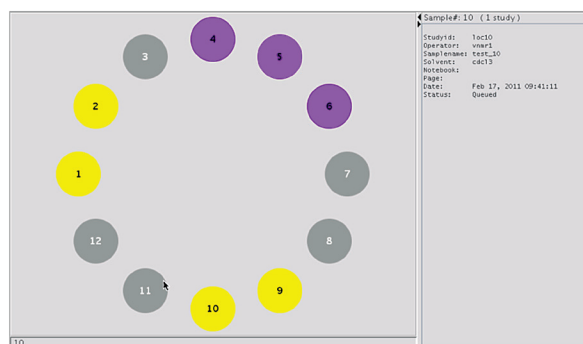 4
3
5
2
6
1
7
12
8
11
9
10
10
Sample#: 10 ( 1 study )
Studyid: loc10
Operator: vnmr1
Samplename: test_10
Solvent: cdcl3
Notebook:
Page:
Date: Feb 17, 2011 09:41:11
Status: Queued